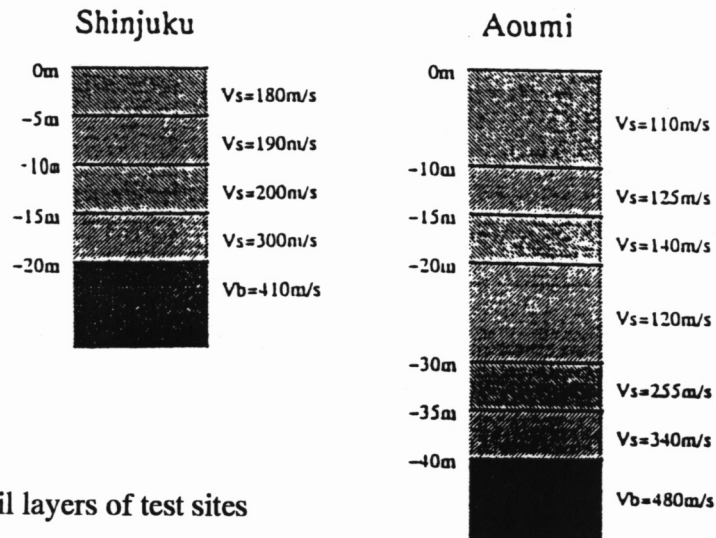 Shinjuku
0m
Vs=180m/s
-5m
Vs=190m/s
-10m
Vs=200m/s
-15m
Vs=300m/s
-20m
Vb=410m/s
Aoumi
0m
Vs=110m/s
-10m
Vs=125m/s
-15m
Vs=140m/s
-20m
Vs=120m/s
-30m
Vs=255m/s
-35m
Vs=340m/s
-40m
Vb=480m/s
il layers of test sites